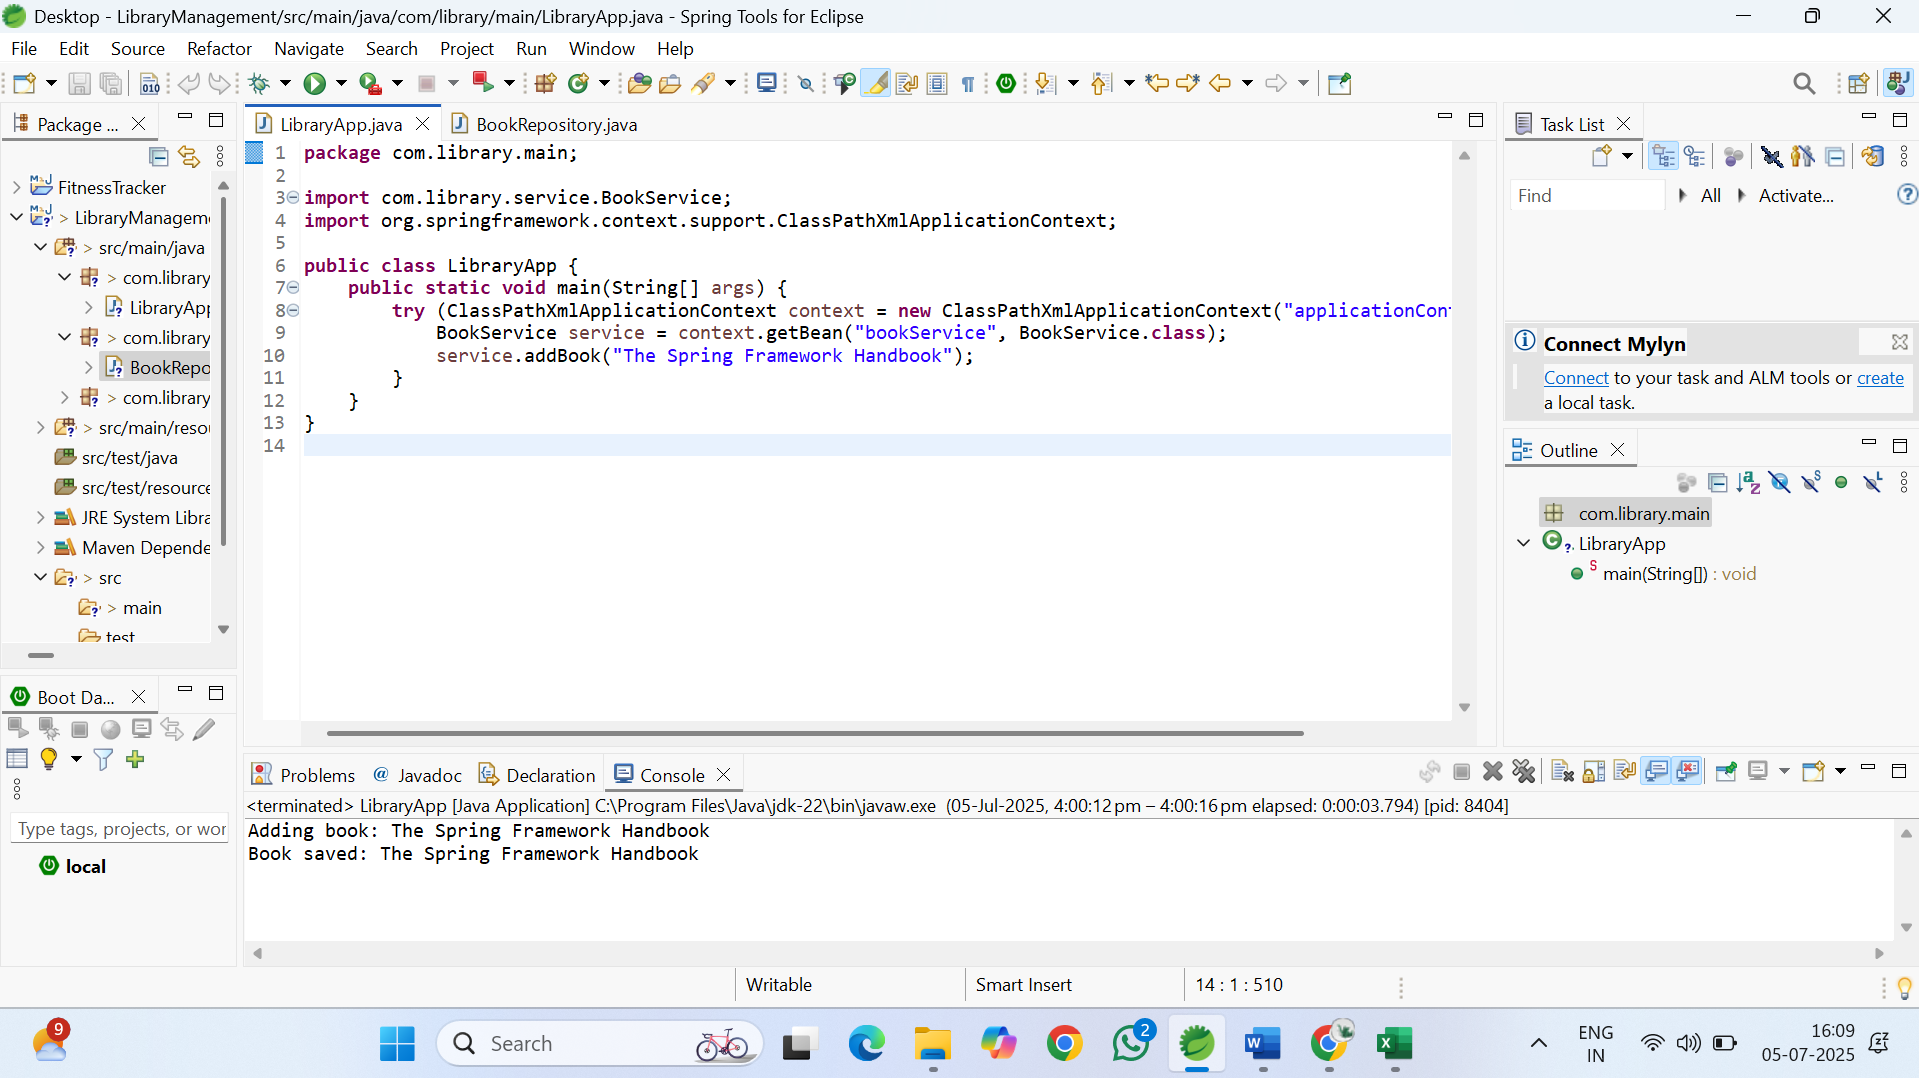 Desktop - LibraryManagement/src/main/java/com/library/main/LibraryApp.java - Spring Tools for Eclipse
File Edit Source Refactor Navigate Search Project Run Window Help
Package ...
FitnessTracker
> LibraryManagem
> src/main/java
> com.library
LibraryApp
> com.library
BookRepo
> com.library
> src/main/reso
src/test/java
src/test/resource
JRE System Libra
Maven Depende
> src
> main
test
Boot Da...
Type tags, projects, or wor
local
LibraryApp.java BookRepository.java
1 package com.library.main;
2
3 import com.library.service.BookService;
4 import org.springframework.context.support.ClassPathXmlApplicationContext;
5
6 public class LibraryApp {
7 public static void main(String[] args) {
8 try (ClassPathXmlApplicationContext context = new ClassPathXmlApplicationContext("applicationCon
9 BookService service = context.getBean("bookService", BookService.class);
10 service.addBook("The Spring Framework Handbook");
11 }
12 }
13 }
14
Problems @ Javadoc Declaration Console
<terminated> LibraryApp [Java Application] C:\Program Files\Java\jdk-22\bin\javaw.exe (05-Jul-2025, 4:00:12 pm – 4:00:16 pm elapsed: 0:00:03.794) [pid: 8404]
Adding book: The Spring Framework Handbook
Book saved: The Spring Framework Handbook
Task List
Find All Activate...
Connect Mylyn
Connect to your task and ALM tools or create
a local task.
Outline
com.library.main
LibraryApp
main(String[]) : void
Writable Smart Insert 14 : 1 : 510
9
Search
2
ENG
IN
16:09
05-07-2025